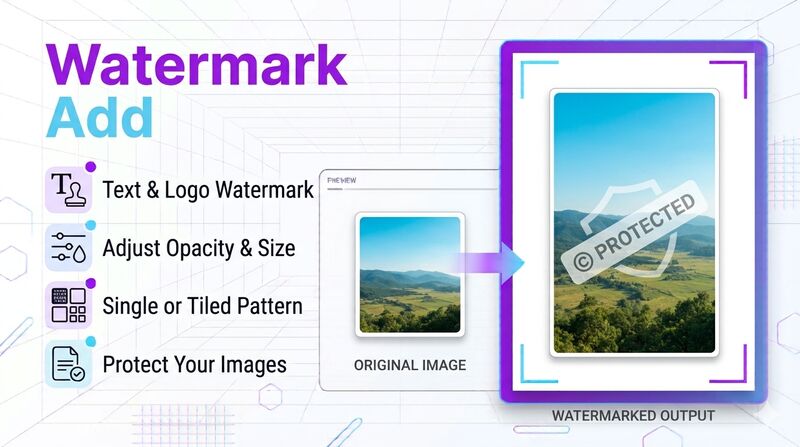 Watermark
Add
Text & Logo Watermark
Adjust Opacity & Size
Single or Tiled Pattern
Protect Your Images
ORIGINAL IMAGE
© PROTECTED
WATERMARKED OUTPUT